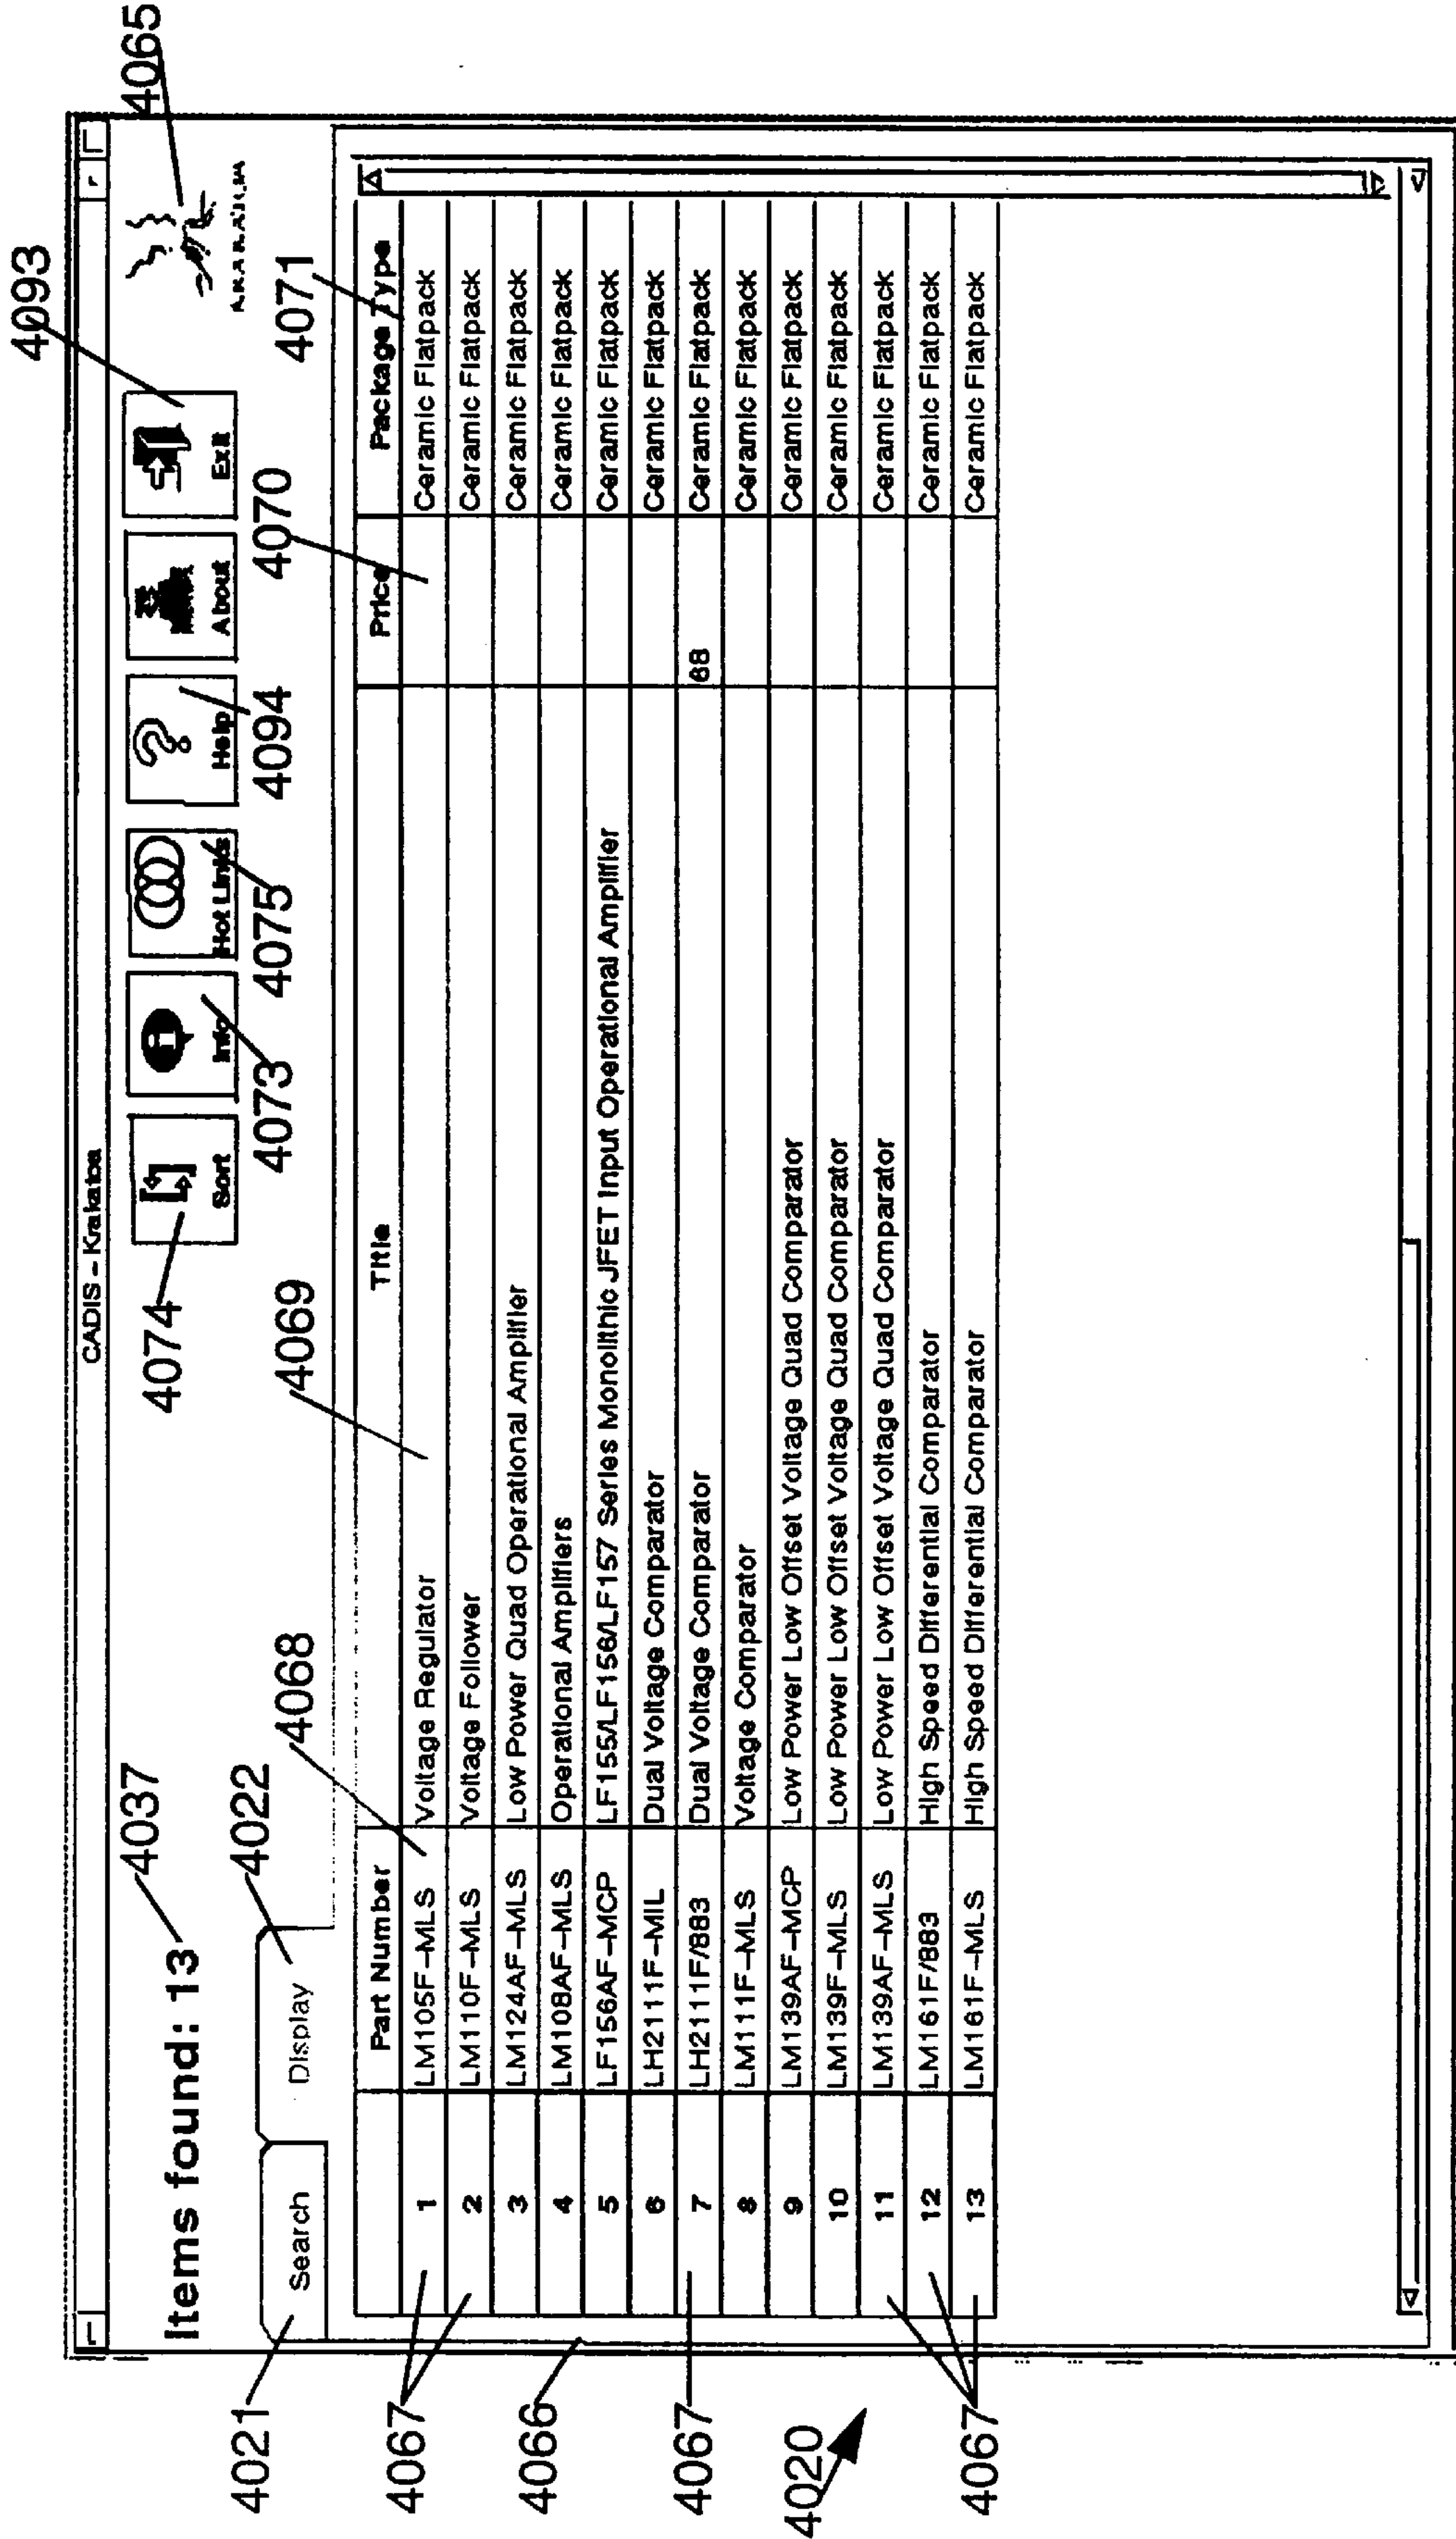 4093
4065
CADIS – Krakatoa
Items found: 13
4037
4074
Sort
Info
Hot Links
Help
About
Exit
4073
4075
4094
4070
4071
4021
Search
Display
4022
4068
4069
Part Number Title Price Package Type
1 LM105F–MLS Voltage Regulator Ceramic Flatpack
2 LM110F–MLS Voltage Follower Ceramic Flatpack
3 LM124AF–MLS Low Power Quad Operational Amplifier Ceramic Flatpack
4 LM108AF–MLS Operational Amplifiers Ceramic Flatpack
5 LF156AF–MCP LF155/LF156/LF157 Series Monolithic JFET Input Operational Amplifier Ceramic Flatpack
6 LH2111F–MIL Dual Voltage Comparator Ceramic Flatpack
7 LH2111F/883 Dual Voltage Comparator 68 Ceramic Flatpack
8 LM111F–MLS Voltage Comparator Ceramic Flatpack
9 LM139AF–MCP Low Power Low Offset Voltage Quad Comparator Ceramic Flatpack
10 LM139F–MLS Low Power Low Offset Voltage Quad Comparator Ceramic Flatpack
11 LM139AF–MLS Low Power Low Offset Voltage Quad Comparator Ceramic Flatpack
12 LM161F/883 High Speed Differential Comparator Ceramic Flatpack
13 LM161F–MLS High Speed Differential Comparator Ceramic Flatpack
4067
4066
4067
4020
4067